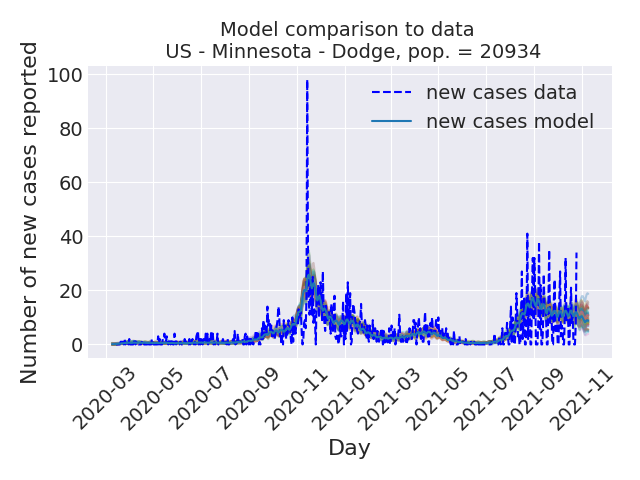 Model comparison to data
US - Minnesota - Dodge, pop. = 20934
Number of new cases reported
100
80
60
40
20
0
new cases data
new cases model
2020-03
2020-05
2020-07
2020-09
2020-11
2021-01
2021-03
2021-05
2021-07
2021-09
2021-11
Day